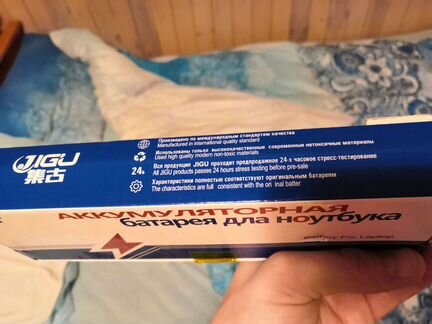 JIGU
集古
Произведено по международным стандартам качества
Manufactured in international quality standard
Использованы только высококачественные современные нетоксичные материалы
Used high quality modern non-toxic materials
24h
Вся продукция JIGU проходит предпродажное 24-х часовое стресс-тестирование
All JIGU products passes 24 hours stress testing before pre-sale
Характеристики полностью соответствуют оригинальным батареям
The characteristics are full consistent with the ori inal batter
АККУМУЛЯТОРНАЯ
батарея для ноутбука
Battery For Laptop